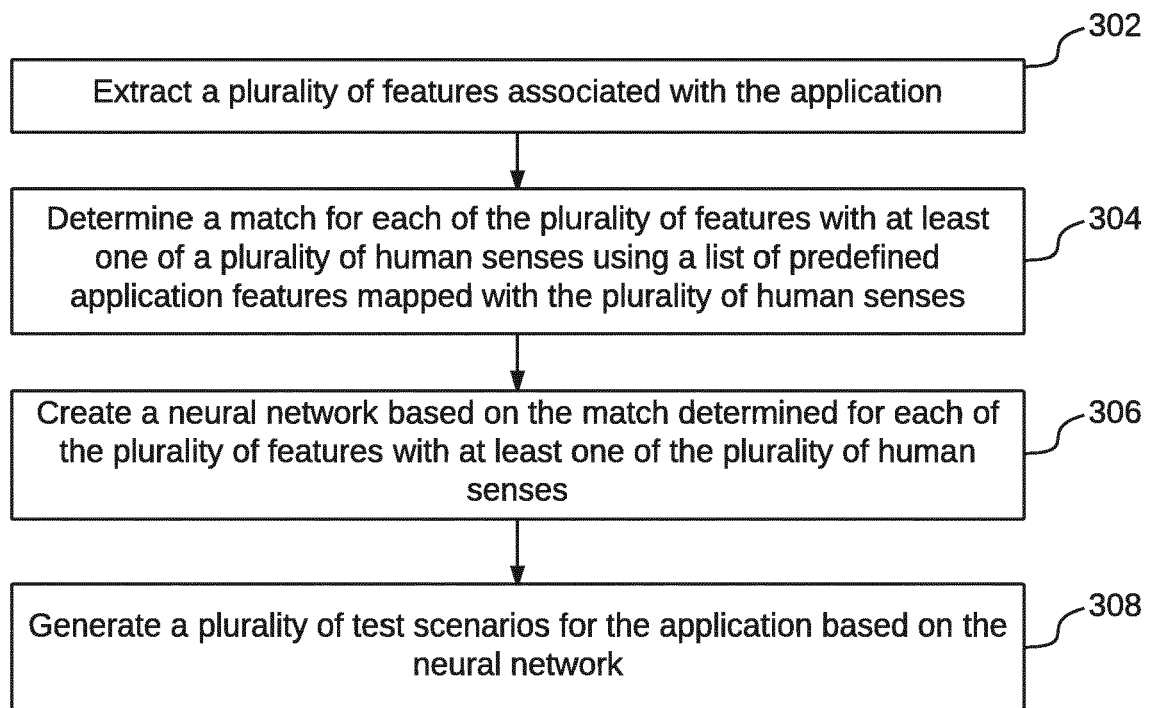 302
Extract a plurality of features associated with the application
Determine a match for each of the plurality of features with at least
one of a plurality of human senses using a list of predefined
application features mapped with the plurality of human senses
304
Create a neural network based on the match determined for each of
the plurality of features with at least one of the plurality of human
senses
306
Generate a plurality of test scenarios for the application based on the
neural network
308